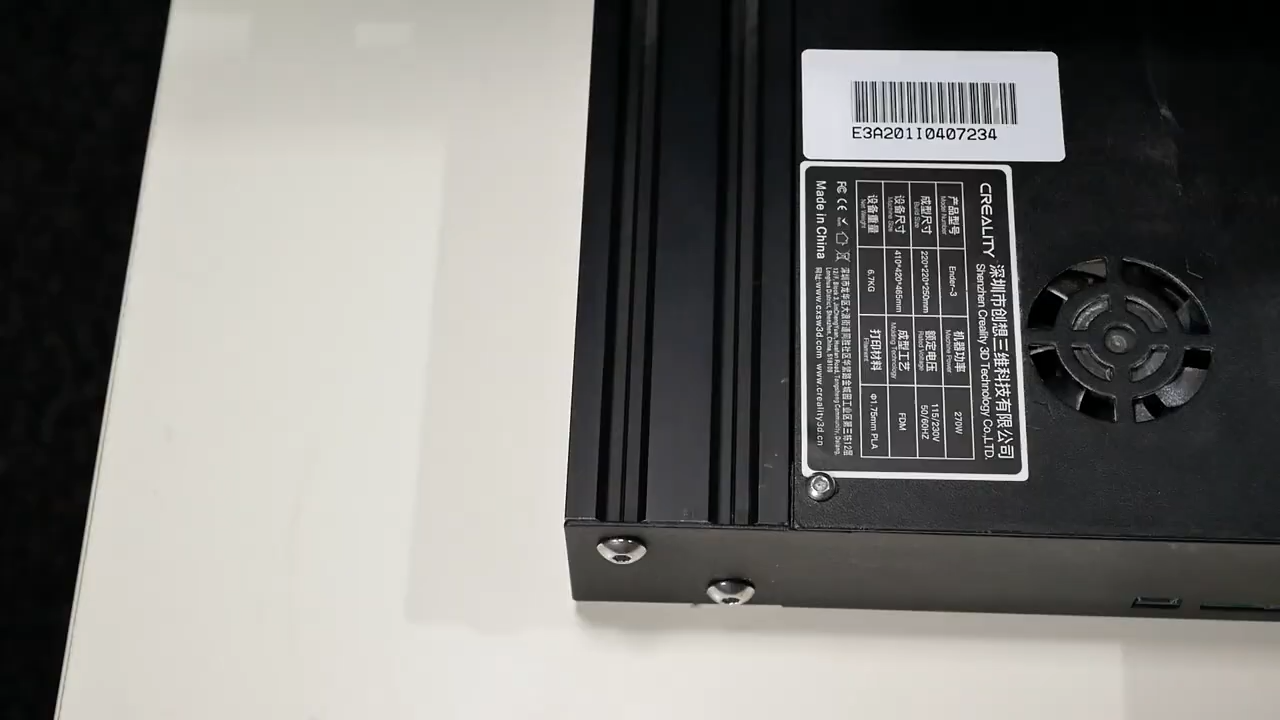 E3A201I0407234
CREALITY 深圳市创想三维科技有限公司
Shenzhen Creality 3D Technology Co.,LTD.
产品型号 Model Number
Ender-3
机器功率 Machine Power
270W
成型尺寸 Build Size
220*220*250mm
额定电压 Rated Voltage
115/230V 50/60HZ
设备尺寸 Machine Size
410*420*465mm
成型工艺 Molding Technology
FDM
设备重量 Net Weight
6.7KG
打印材料 Filament
Φ1.75mm PLA
FC CE
Made in China
网址:www.cxsw3d.com www.creality3d.cn